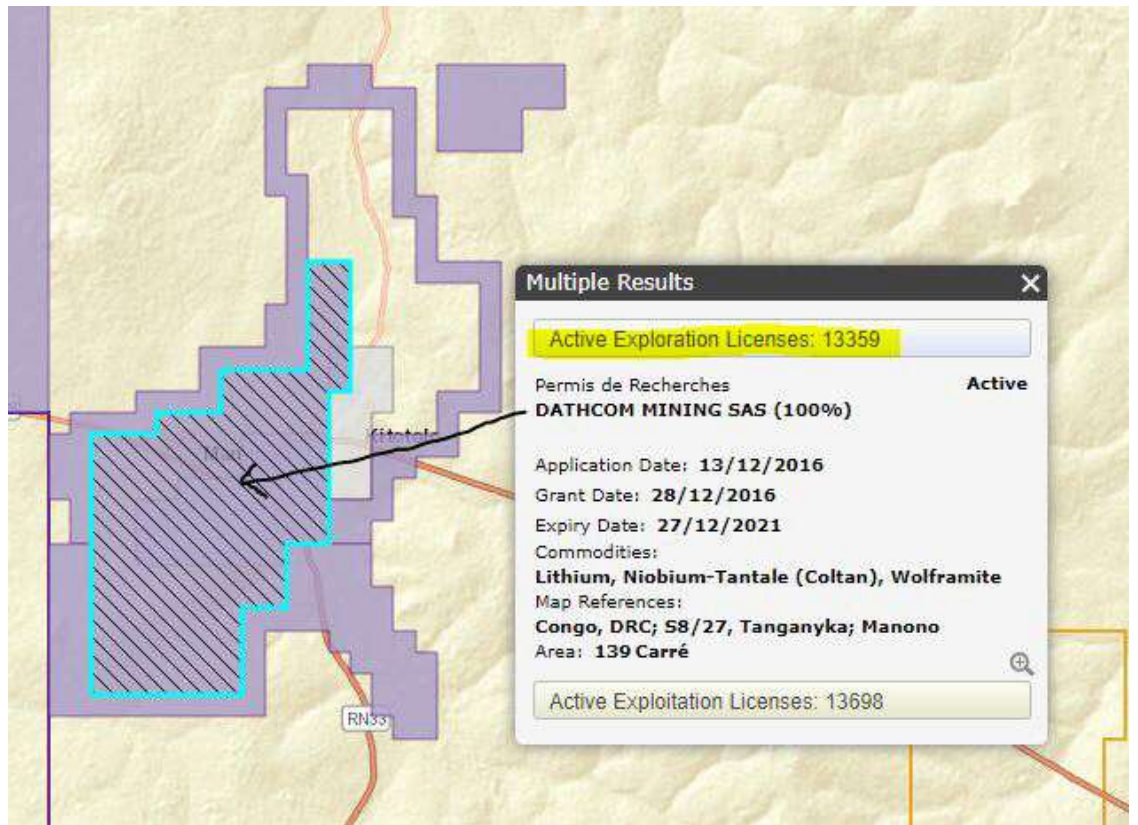 Multiple Results
Active Exploration Licenses: 13359
Permis de Recherches Active
DATHCOM MINING SAS (100%)
Application Date: 13/12/2016
Grant Date: 28/12/2016
Expiry Date: 27/12/2021
Commodities:
Lithium, Niobium-Tantale (Coltan), Wolframite
Map References:
Congo, DRC; S8/27, Tanganyka; Manono
Area: 139 Carré
Active Exploitation Licenses: 13698
RN33